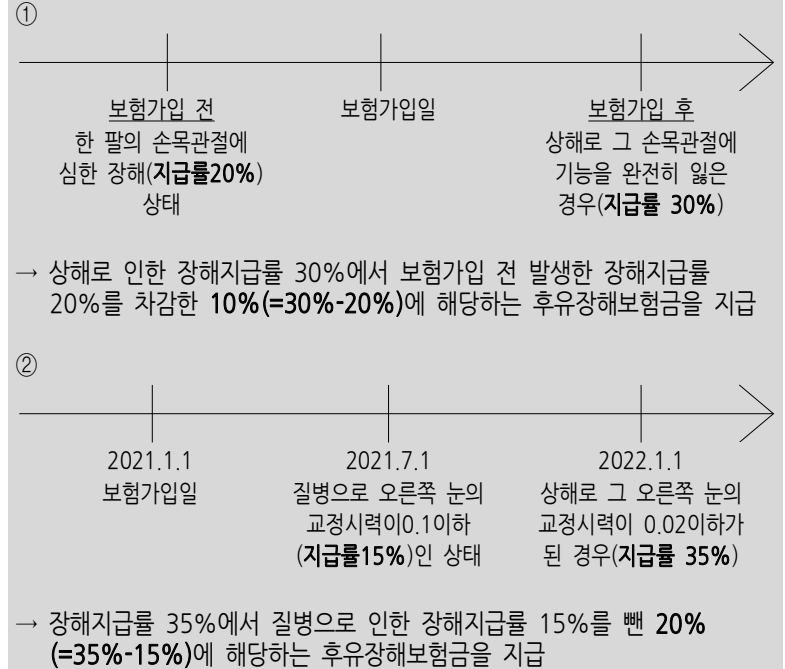 ①
보험가입 전 보험가입일 보험가입 후
한 팔의 손목관절에 상해로 그 손목관절에
심한 장해(지급률20%) 기능을 완전히 잃은
상태 경우(지급률 30%)
→ 상해로 인한 장해지급률 30%에서 보험가입 전 발생한 장해지급률
20%를 차감한 10%(=30%-20%)에 해당하는 후유장해보험금을 지급
②
2021.1.1 2021.7.1 2022.1.1
보험가입일 질병으로 오른쪽 눈의 상해로 그 오른쪽 눈의
교정시력이0.1이하 교정시력이 0.02이하가
(지급률15%)인 상태 된 경우(지급률 35%)
→ 장해지급률 35%에서 질병으로 인한 장해지급률 15%를 뺀 20%
(=35%-15%)에 해당하는 후유장해보험금을 지급